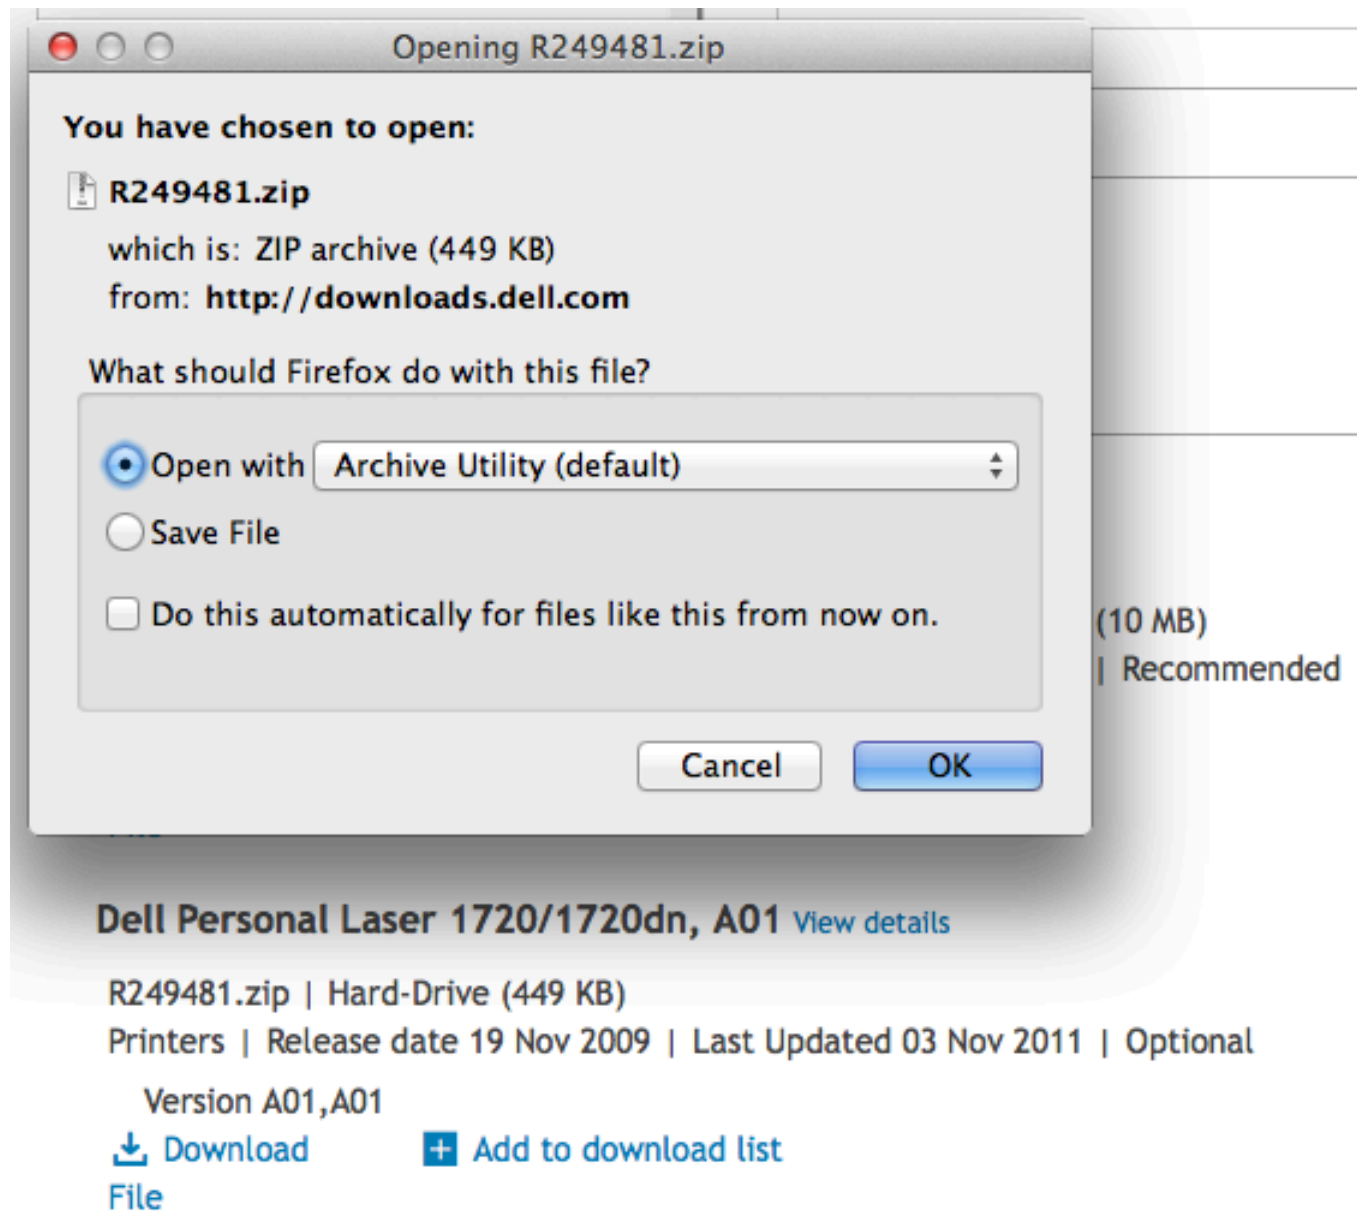 Opening R249481.zip
You have chosen to open:
R249481.zip
which is: ZIP archive (449 KB)
from: http://downloads.dell.com
What should Firefox do with this file?
Open with Archive Utility (default)
Save File
Do this automatically for files like this from now on.
(10 MB)
| Recommended
Cancel OK
Dell Personal Laser 1720/1720dn, A01 View details
R249481.zip | Hard-Drive (449 KB)
Printers | Release date 19 Nov 2009 | Last Updated 03 Nov 2011 | Optional
Version A01,A01
Download Add to download list
File